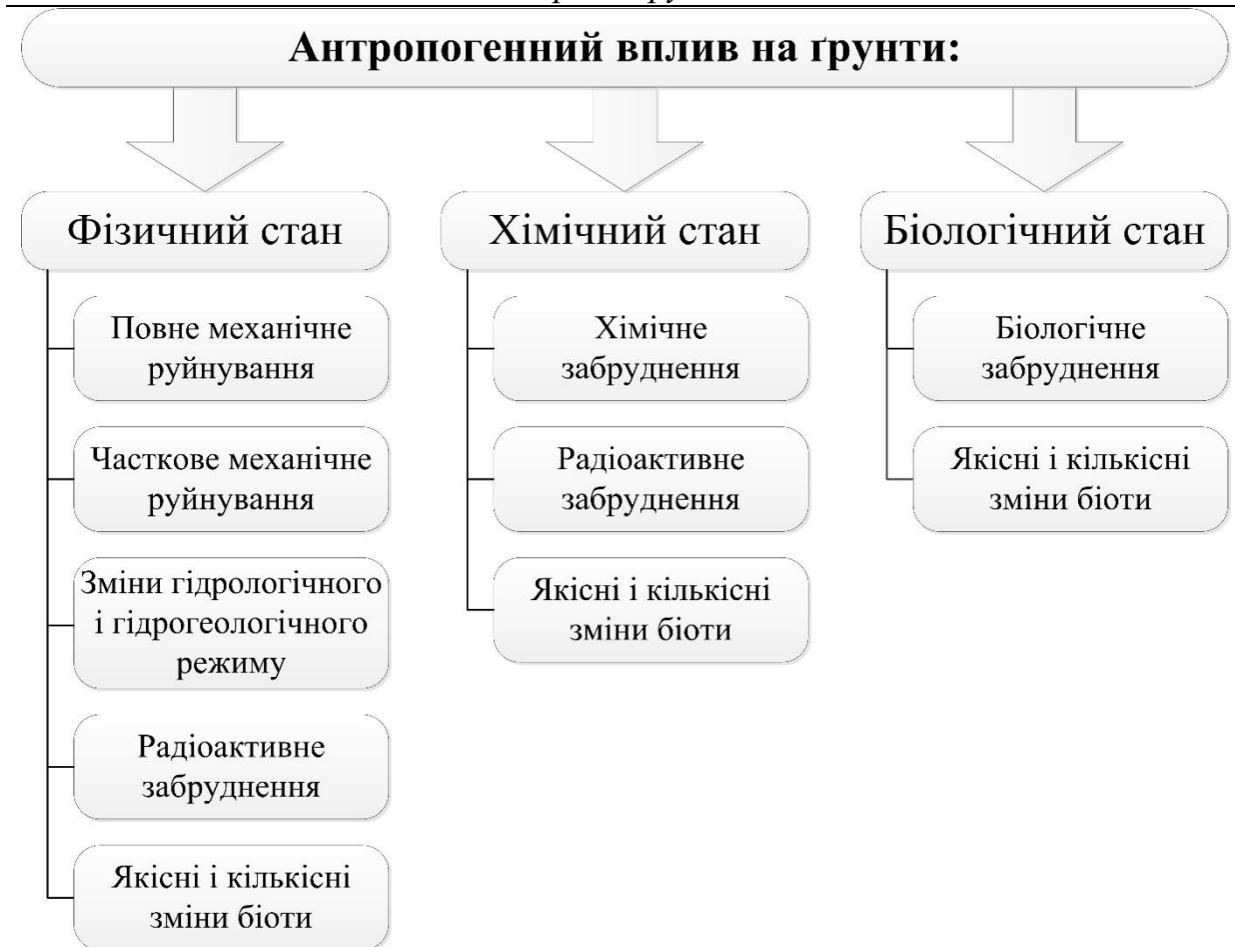 Антропогенний вплив на ґрунти:
Фізичний стан
Повне механічне
руйнування
Часткове механічне
руйнування
Зміни гідрологічного
і гідрогеологічного
режиму
Радіоактивне
забруднення
Якісні і кількісні
зміни біоти
Хімічний стан
Хімічне
забруднення
Радіоактивне
забруднення
Якісні і кількісні
зміни біоти
Біологічний стан
Біологічне
забруднення
Якісні і кількісні
зміни біоти